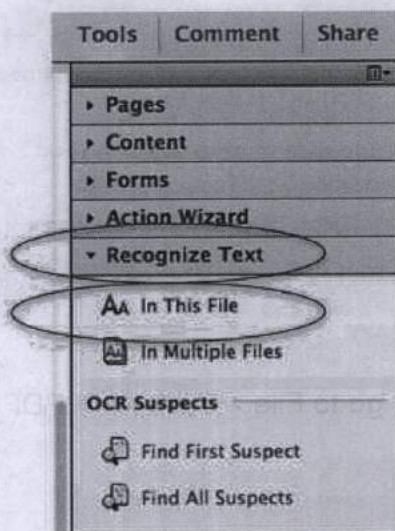 Tools Comment Share
Pages
Content
Forms
Action Wizard
Recognize Text
AA In This File
In Multiple Files
OCR Suspects
Find First Suspect
Find All Suspects